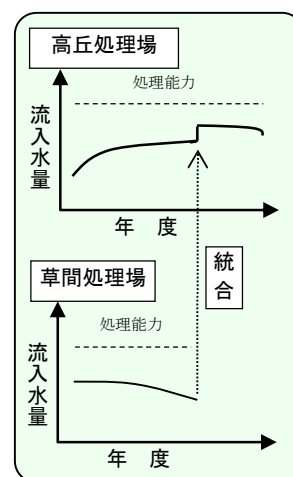 高丘処理場
処理能力
流入水量
年 度
統合
草間処理場
処理能力
流入水量
年 度